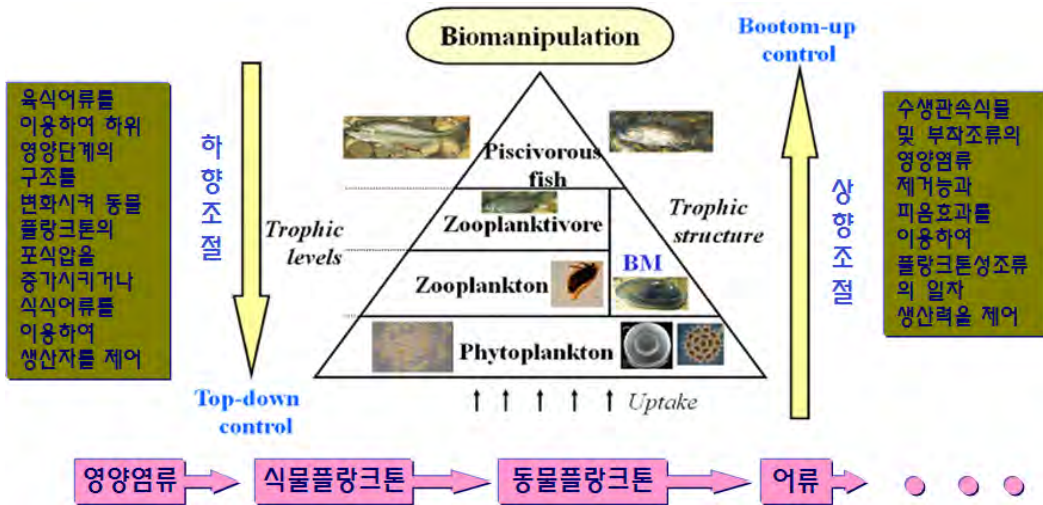 Biomanipulation
Bootom-up
control
육식어류를
이용하여 하위
영양단계의
구조를
변화시켜 동물
플랑크톤의
포식압을
증가시키거나
식식어류를
이용하여
생산자를 제어
하향조절
Top-down
control
Trophic
levels
Piscivorous
fish
Zooplanktivore
Zooplankton
BM
Phytoplankton
Uptake
Trophic
structure
상향조절
수생관속식물
및 부착조류의
영양염류
제거능과
피음효과를
이용하여
플랑크톤성조류
의 일차
생산력을 제어
영양염류
식물플랑크톤
동물플랑크톤
어류